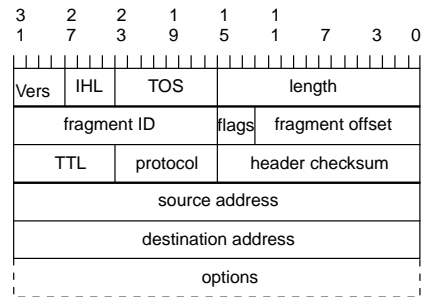 3 2 2 1 1 1
1 7 3 9 5 1 7 3 0
Vers IHL TOS length
fragment ID flags fragment offset
TTL protocol header checksum
source address
destination address
options